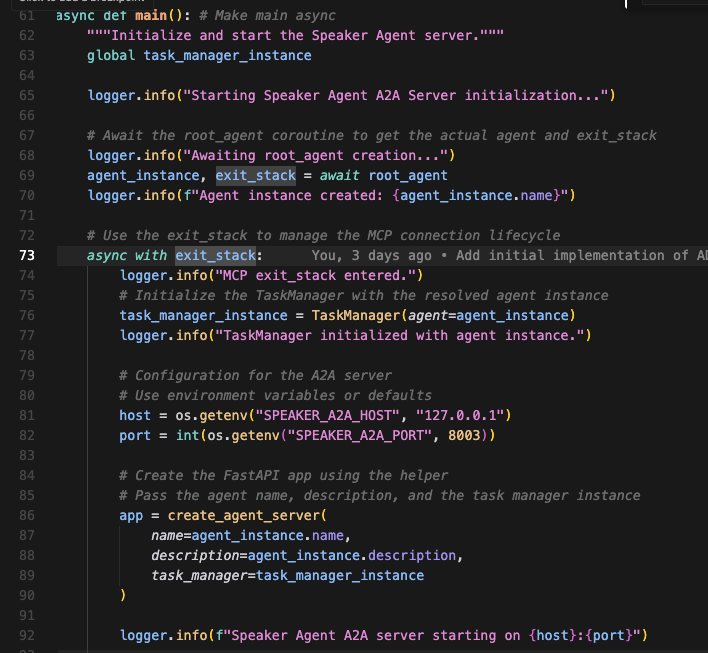 61 async def main(): # Make main async
62 """Initialize and start the Speaker Agent server."""
63 global task_manager_instance
64
65 logger.info("Starting Speaker Agent A2A Server initialization...")
66
67 # Await the root_agent coroutine to get the actual agent and exit_stack
68 logger.info("Awaiting root_agent creation...")
69 agent_instance, exit_stack = await root_agent
70 logger.info(f"Agent instance created: {agent_instance.name}")
71
72 # Use the exit_stack to manage the MCP connection lifecycle
73 async with exit_stack: You, 3 days ago • Add initial implementation of AD
74 logger.info("MCP exit_stack entered.")
75 # Initialize the TaskManager with the resolved agent instance
76 task_manager_instance = TaskManager(agent=agent_instance)
77 logger.info("TaskManager initialized with agent instance.")
78
79 # Configuration for the A2A server
80 # Use environment variables or defaults
81 host = os.getenv("SPEAKER_A2A_HOST", "127.0.0.1")
82 port = int(os.getenv("SPEAKER_A2A_PORT", 8003))
83
84 # Create the FastAPI app using the helper
85 # Pass the agent name, description, and the task manager instance
86 app = create_agent_server(
87 name=agent_instance.name,
88 description=agent_instance.description,
89 task_manager=task_manager_instance
90 )
91
92 logger.info(f"Speaker Agent A2A server starting on {host}:{port}")